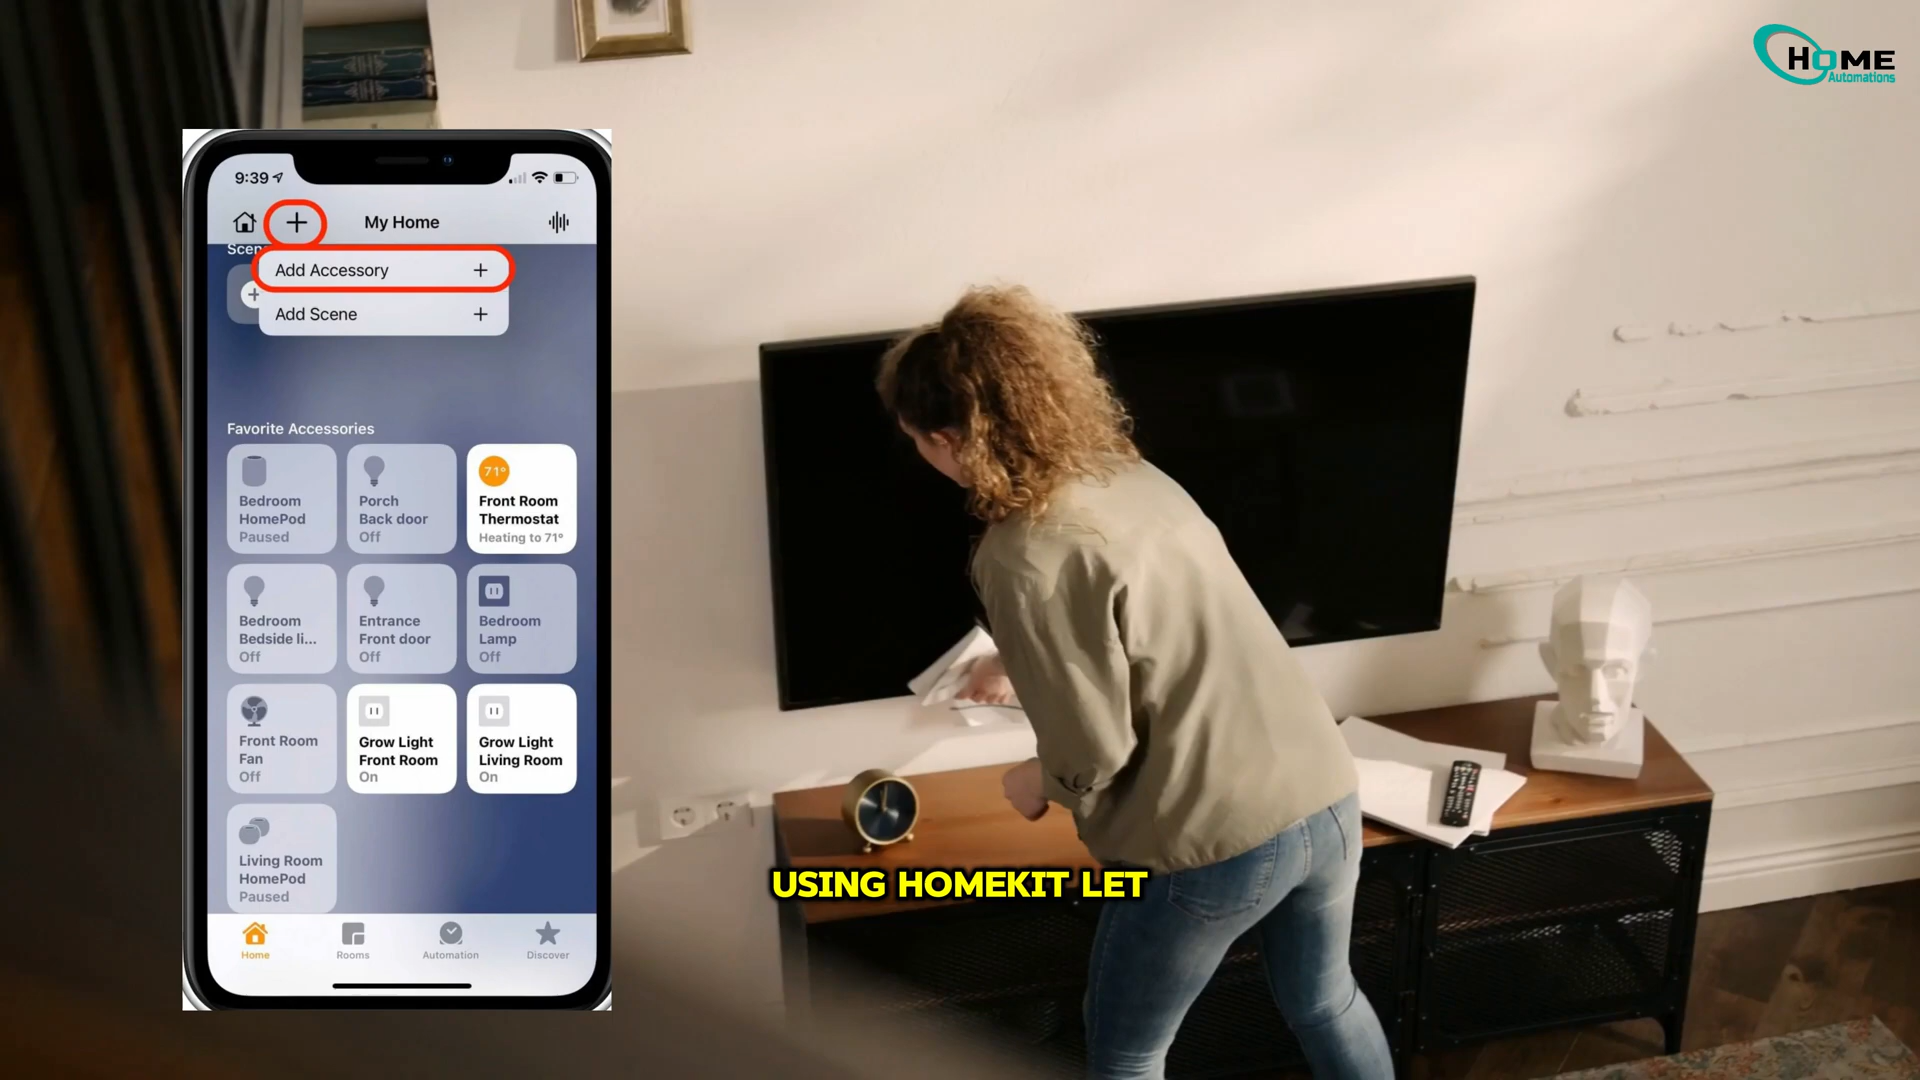 HOME
Automations
9:39
My Home
Scen
Add Accessory
Add Scene
Favorite Accessories
Bedroom
HomePod
Paused
Porch
Back door
Off
71°
Front Room
Thermostat
Heating to 71°
Bedroom
Bedside li...
Off
Entrance
Front door
Off
Bedroom
Lamp
Off
Front Room
Fan
Off
Grow Light
Front Room
On
Grow Light
Living Room
On
Living Room
HomePod
Paused
Home
Rooms
Automation
Discover
USING HOMEKIT LET